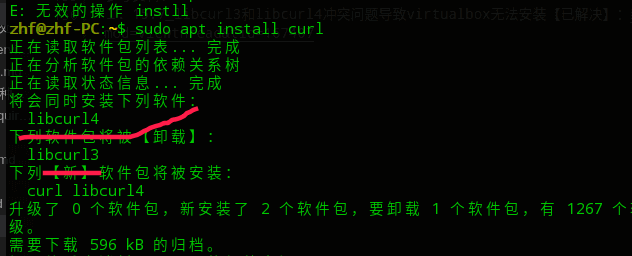 E: 无效的操作 instll
zhf@zhf-PC:~$ sudo apt install curl
正在读取软件包列表... 完成
正在分析软件包的依赖关系树
正在读取状态信息... 完成
将会同时安装下列软件:
libcurl4
下列软件包将被【卸载】:
libcurl3
下列【新】软件包将被安装:
curl libcurl4
升级了 0 个软件包，新安装了 2 个软件包，要卸载 1 个软件包，有 1267 个
级。
需要下载 596 kB 的归档。